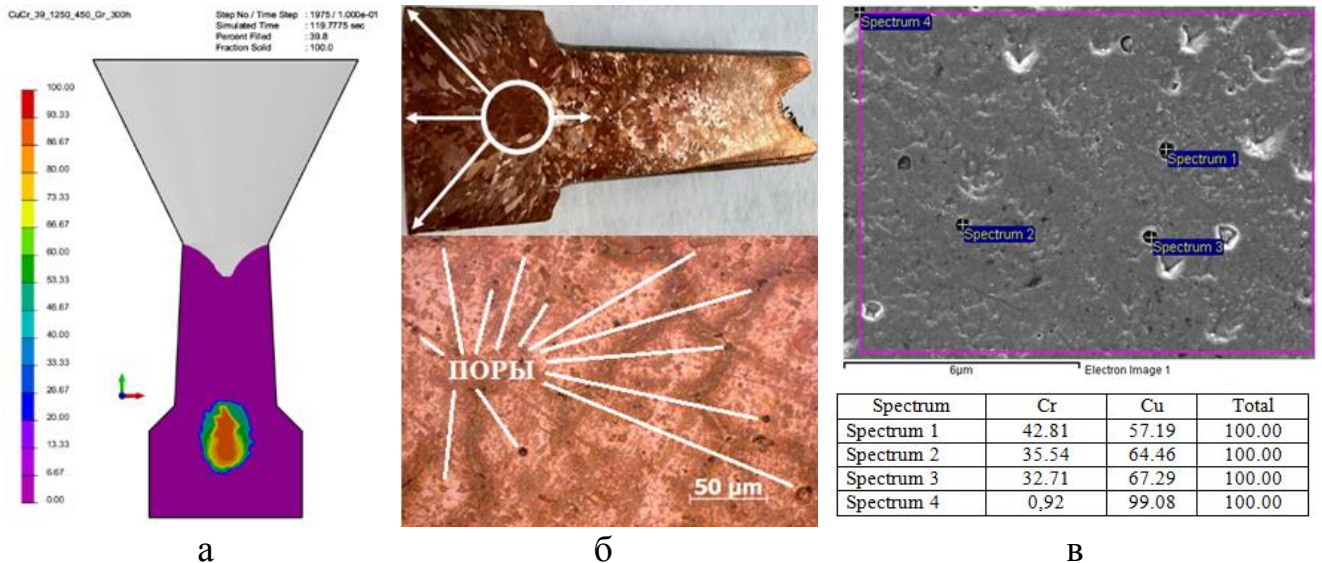 CuCr_39_1250_450_Gr_300h
Step No / Time Step : 1975 / 1.000e-01
Simulated Time : 119.7775 sec
Percent Filled : 39.8
Fraction Solid : 100.0
100.00
93.33
86.67
80.00
73.33
66.67
60.00
53.33
46.67
40.00
33.33
26.67
20.00
13.33
6.67
0.00
а
ПОРЫ
50 μm
б
Spectrum 4
Spectrum 1
Spectrum 2
Spectrum 3
6μm
Electron Image 1
Spectrum Cr Cu Total
Spectrum 1 42.81 57.19 100.00
Spectrum 2 35.54 64.46 100.00
Spectrum 3 32.71 67.29 100.00
Spectrum 4 0,92 99.08 100.00
в